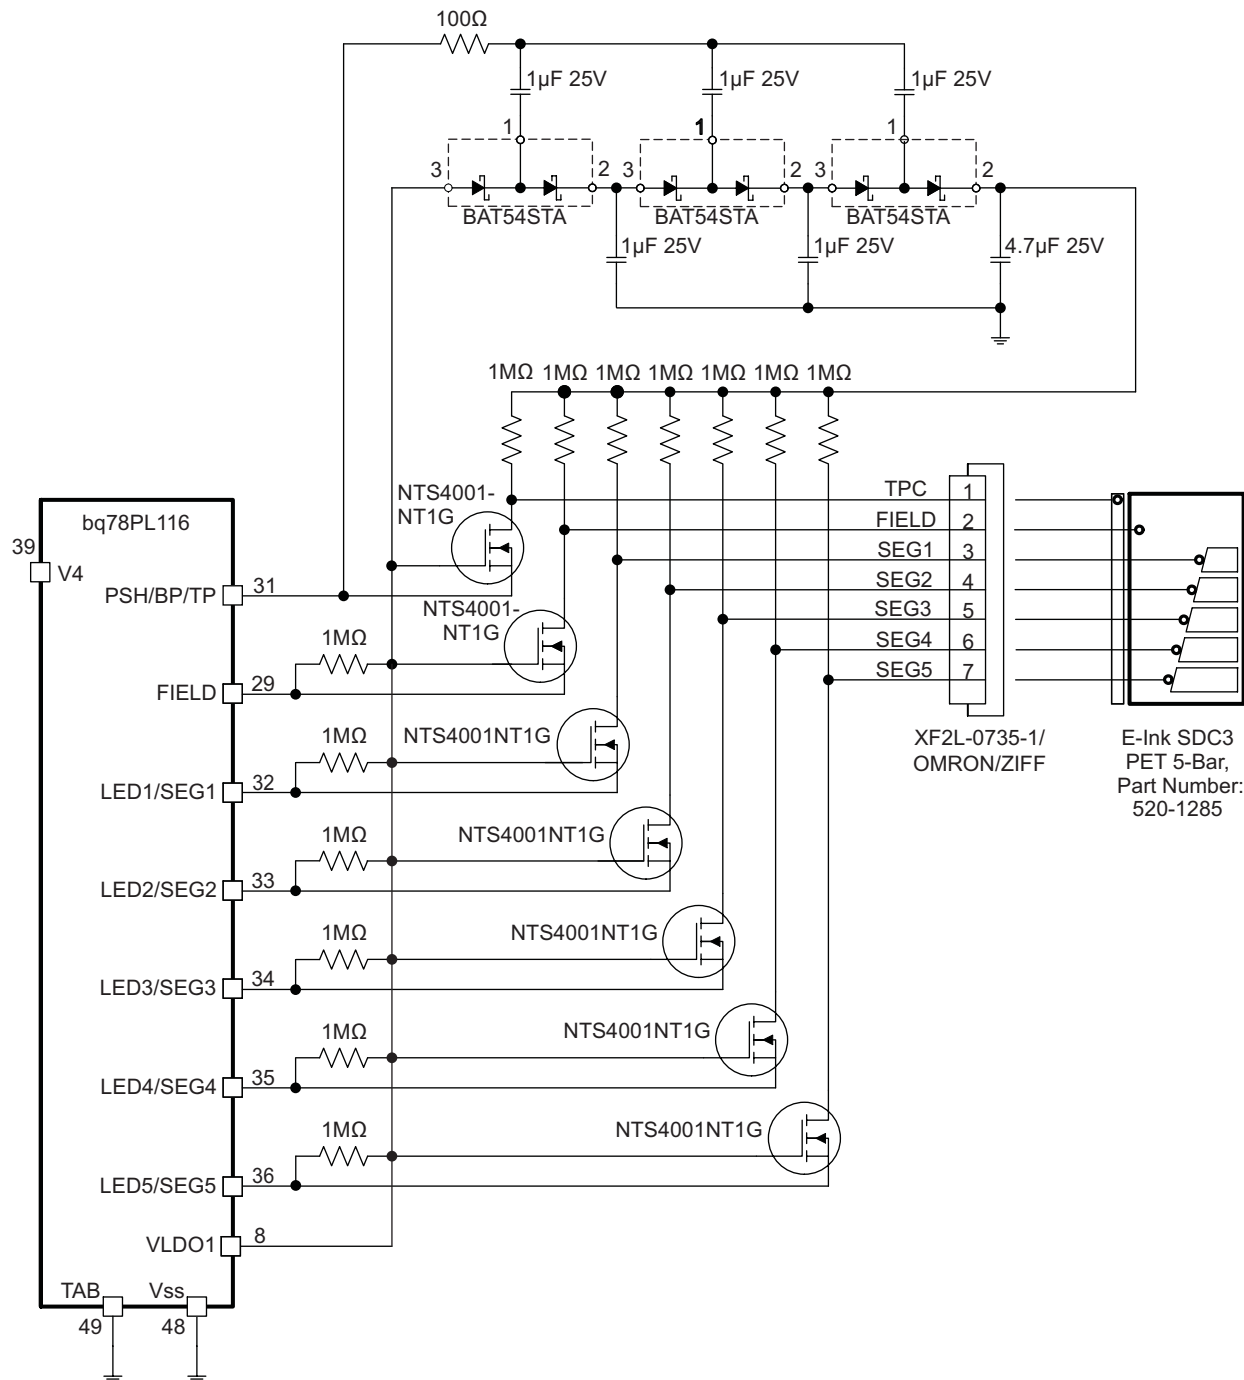 100Ω
1μF 25V
1μF 25V
1μF 25V
1
1
1
3
2
3
2
3
2
BAT54STA
BAT54STA
BAT54STA
1μF 25V
1μF 25V
4.7μF 25V
1MΩ
1MΩ
1MΩ
1MΩ
1MΩ
1MΩ
1MΩ
NTS4001-
NT1G
TPC
1
FIELD
2
SEG1
3
SEG2
4
SEG3
5
SEG4
6
SEG5
7
XF2L-0735-1/
OMRON/ZIFF
E-Ink SDC3
PET 5-Bar,
Part Number:
520-1285
bq78PL116
39
V4
PSH/BP/TP
31
NTS4001-
NT1G
1MΩ
FIELD
29
NTS4001NT1G
1MΩ
LED1/SEG1
32
NTS4001NT1G
1MΩ
LED2/SEG2
33
NTS4001NT1G
1MΩ
LED3/SEG3
34
NTS4001NT1G
1MΩ
LED4/SEG4
35
NTS4001NT1G
1MΩ
LED5/SEG5
36
VLDO1
8
TAB
Vss
49
48